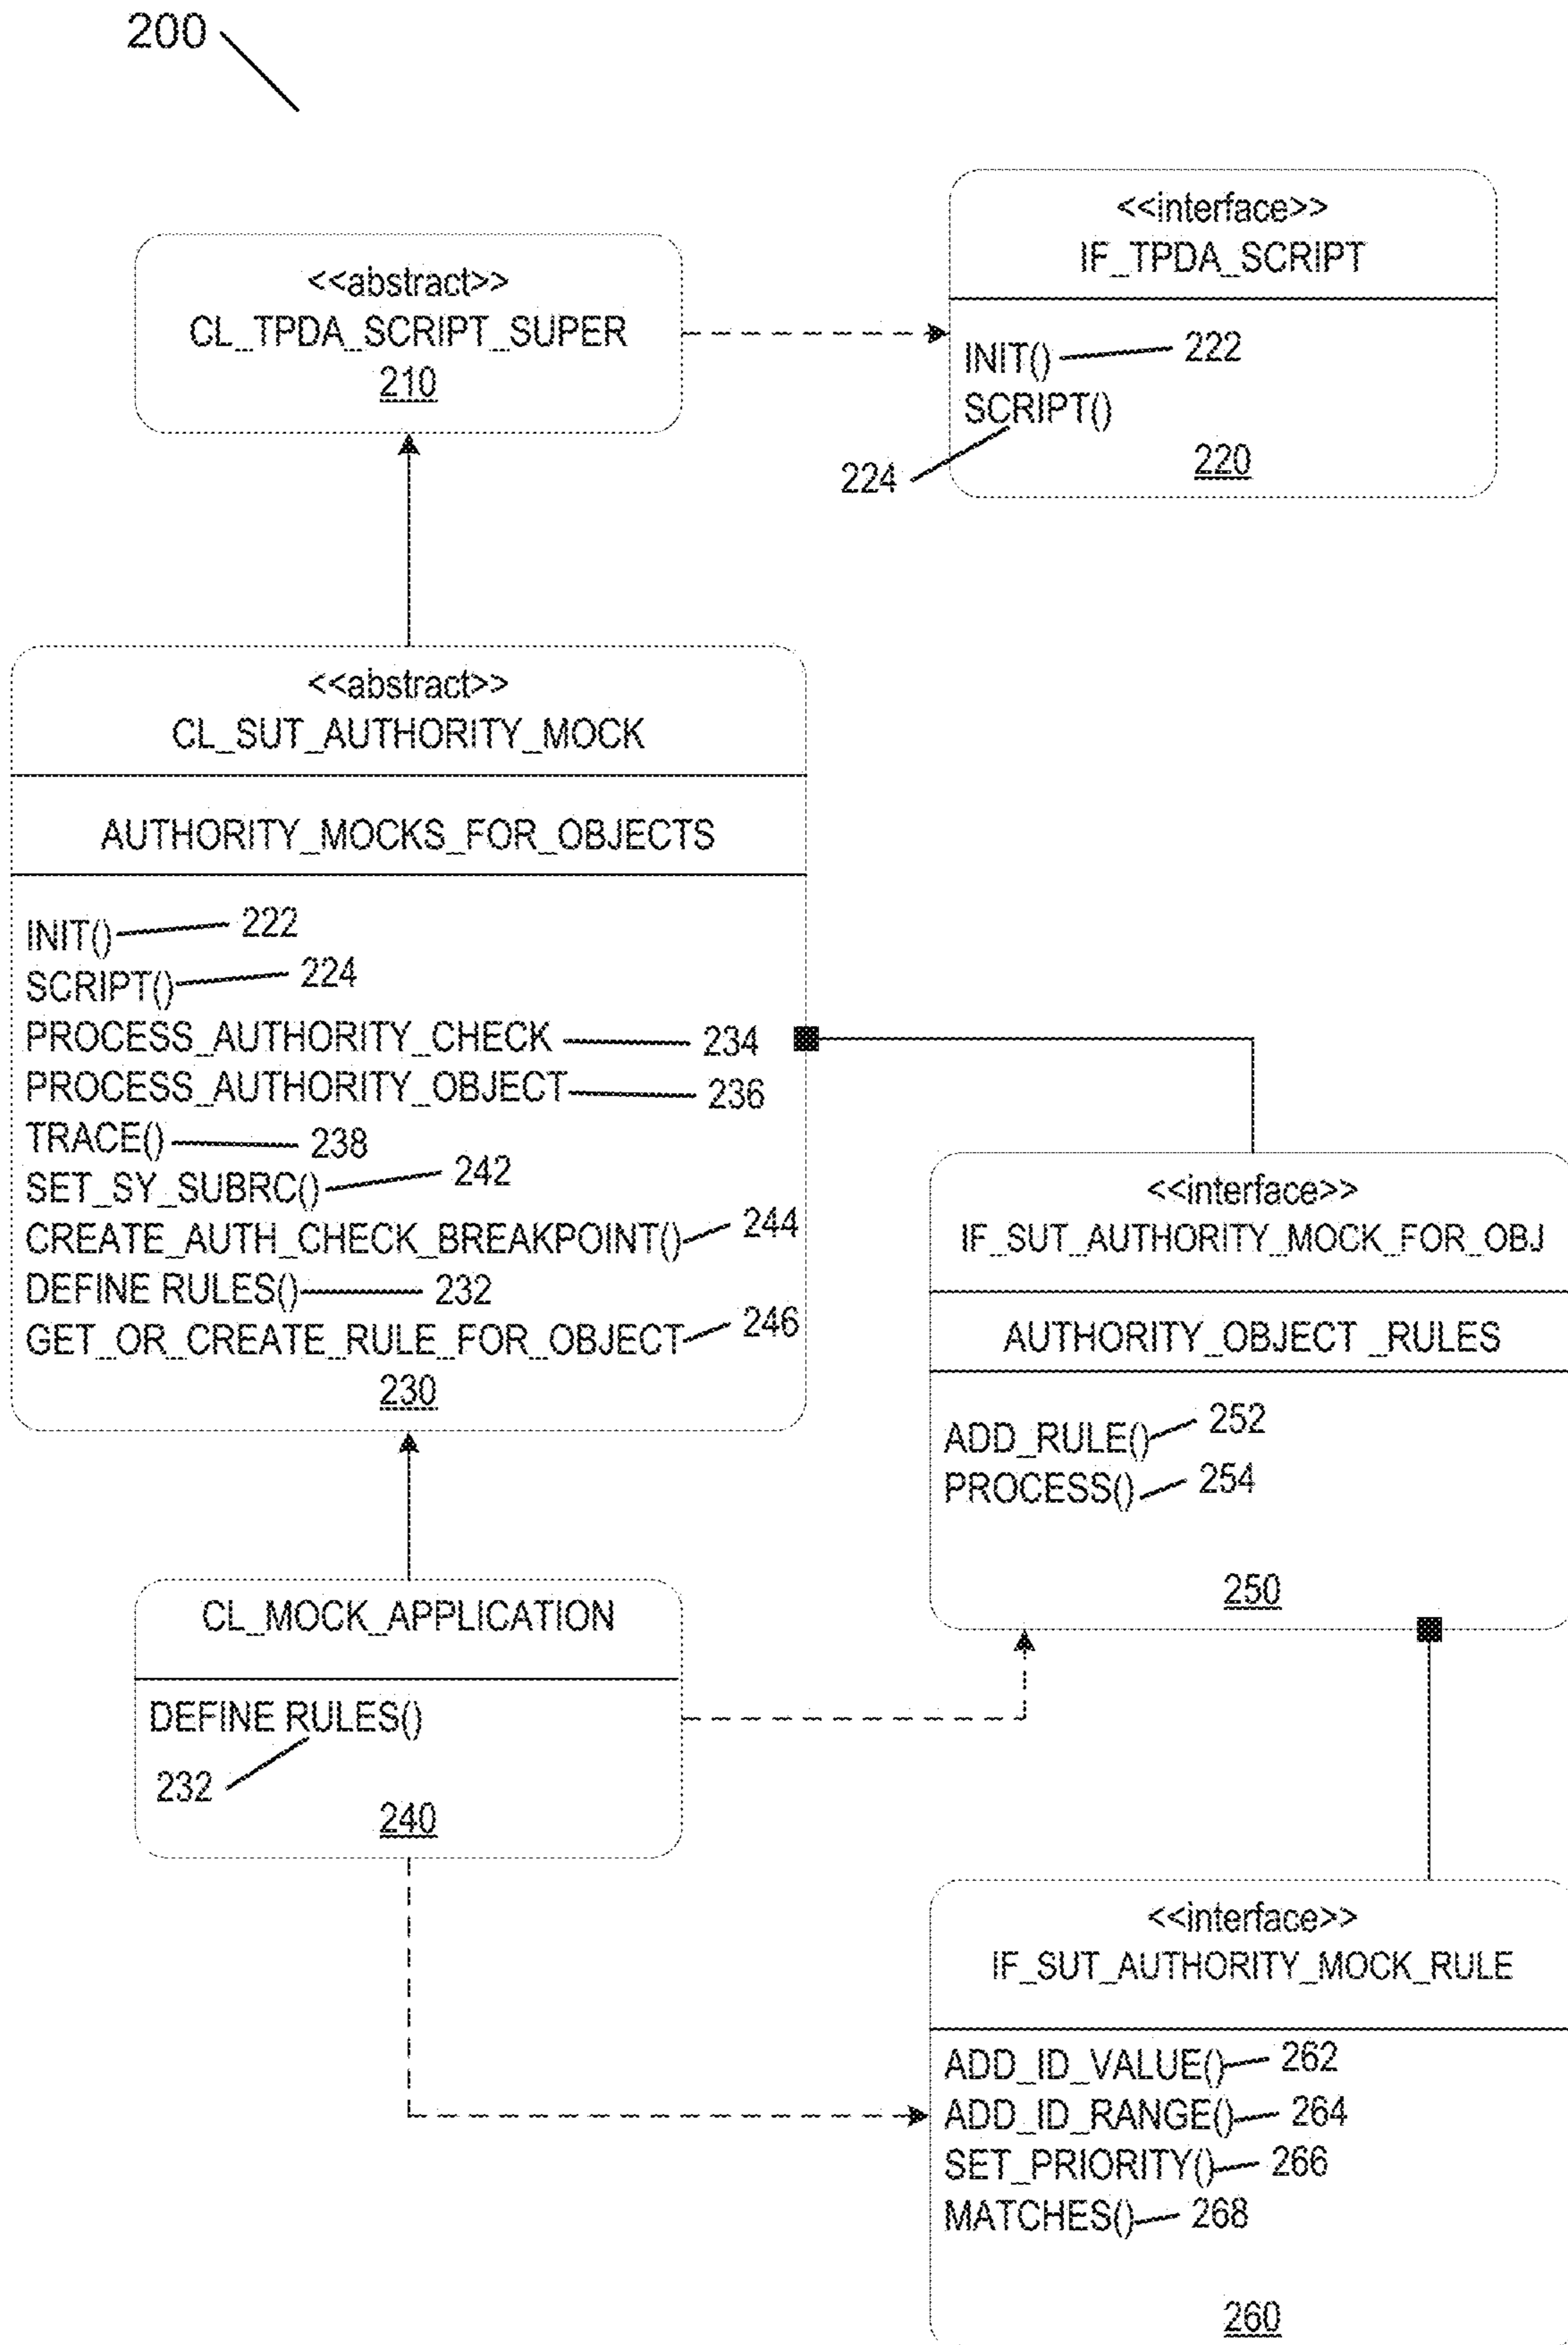 200
<<interface>>
IF_TPDA_SCRIPT
INIT() 222
SCRIPT()
224
220
<<abstract>>
CL_TPDA_SCRIPT_SUPER
210
<<abstract>>
CL_SUT_AUTHORITY_MOCK
AUTHORITY_MOCKS_FOR_OBJECTS
INIT() 222
SCRIPT() 224
PROCESS_AUTHORITY_CHECK 234
PROCESS_AUTHORITY_OBJECT 236
TRACE() 238
SET_SY_SUBRC() 242
CREATE_AUTH_CHECK_BREAKPOINT() 244
DEFINE RULES() 232
GET_OR_CREATE_RULE_FOR_OBJECT 246
230
<<interface>>
IF_SUT_AUTHORITY_MOCK_FOR_OBJ
AUTHORITY_OBJECT _RULES
ADD_RULE() 252
PROCESS() 254
250
CL_MOCK_APPLICATION
DEFINE RULES()
232
240
<<interface>>
IF_SUT_AUTHORITY_MOCK_RULE
ADD_ID_VALUE() 262
ADD_ID_RANGE() 264
SET_PRIORITY() 266
MATCHES() 268
260